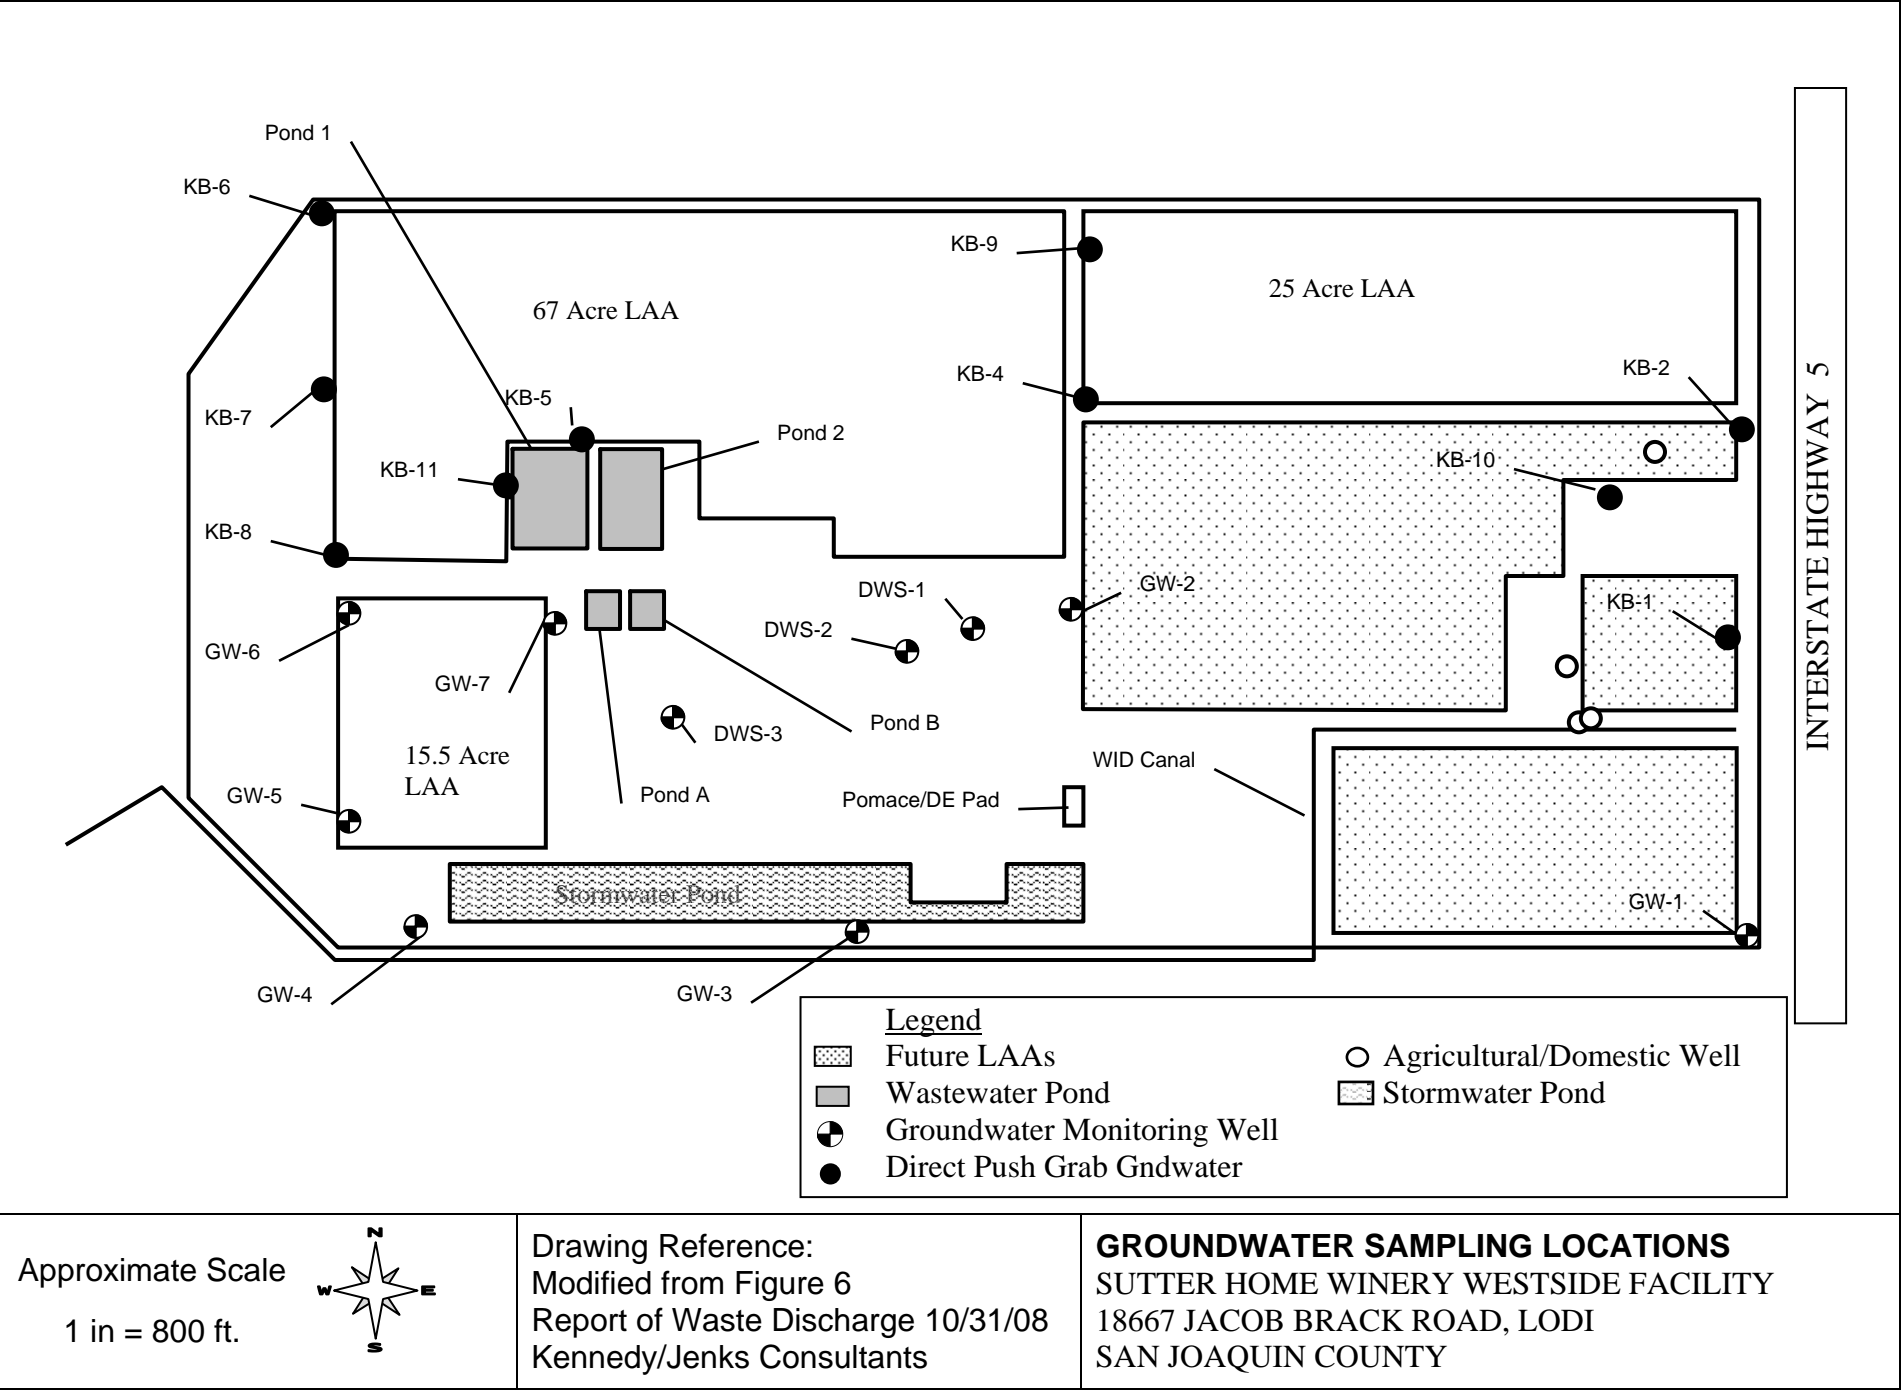 Pond 1
KB-6
KB-9
25 Acre LAA
67 Acre LAA
KB-2
KB-4
KB-5
KB-7
Pond 2
KB-10
KB-11
KB-8
INTERSTATE HIGHWAY 5
DWS-1
GW-2
KB-1
DWS-2
GW-6
GW-7
Pond B
DWS-3
15.5 Acre
LAA
WID Canal
GW-5
Pond A
Pomace/DE Pad
Stormwater Pond
GW-1
GW-4
GW-3
Legend
Future LAAs
Agricultural/Domestic Well
Wastewater Pond
Stormwater Pond
Groundwater Monitoring Well
Direct Push Grab Gndwater
Approximate Scale
1 in = 800 ft.
N
W E
S
Drawing Reference:
Modified from Figure 6
Report of Waste Discharge 10/31/08
Kennedy/Jenks Consultants
GROUNDWATER SAMPLING LOCATIONS
SUTTER HOME WINERY WESTSIDE FACILITY
18667 JACOB BRACK ROAD, LODI
SAN JOAQUIN COUNTY